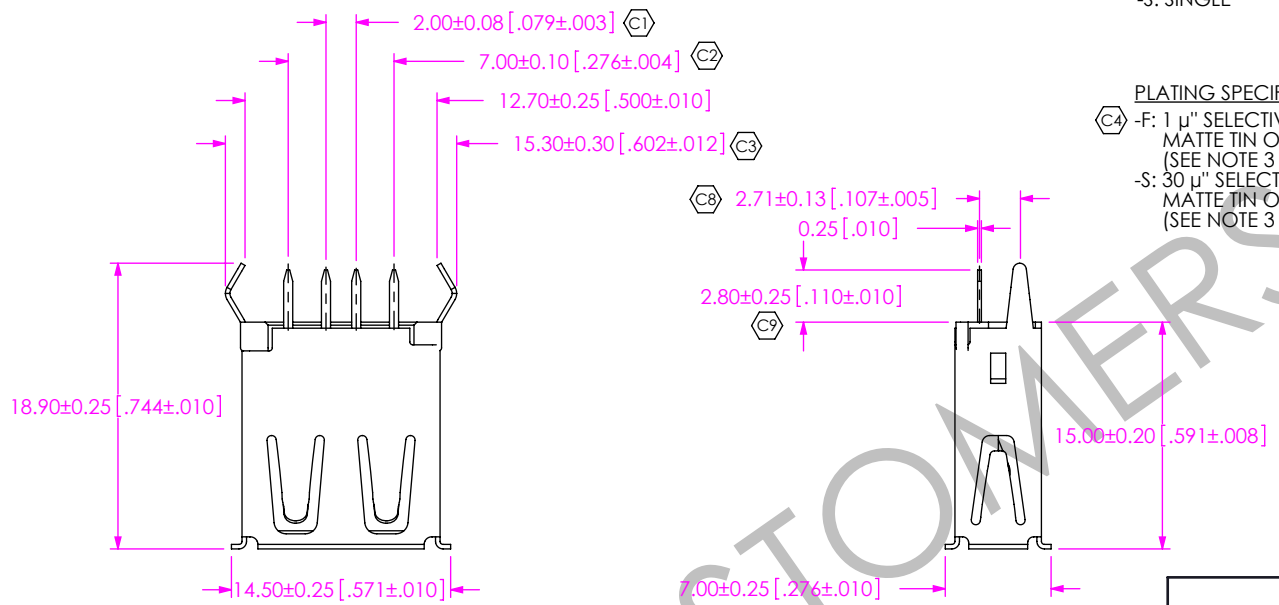 -S: SINGLE
2.00±0.08 [.079±.003] C1
7.00±0.10 [.276±.004] C2
12.70±0.25 [.500±.010]
15.30±0.30 [.602±.012] C3
C4 -F: 1 µ" SELECTIV
MATTE TIN O
(SEE NOTE 3
-S: 30 µ" SELECT
MATTE TIN O
(SEE NOTE 3
PLATING SPECIF
C8 2.71±0.13 [.107±.005]
0.25 [.010]
2.80±0.25 [.110±.010]
C9
18.90±0.25 [.744±.010]
15.00±0.20 [.591±.008]
14.50±0.25 [.571±.010]
7.00±0.25 [.276±.010]
STOMERS